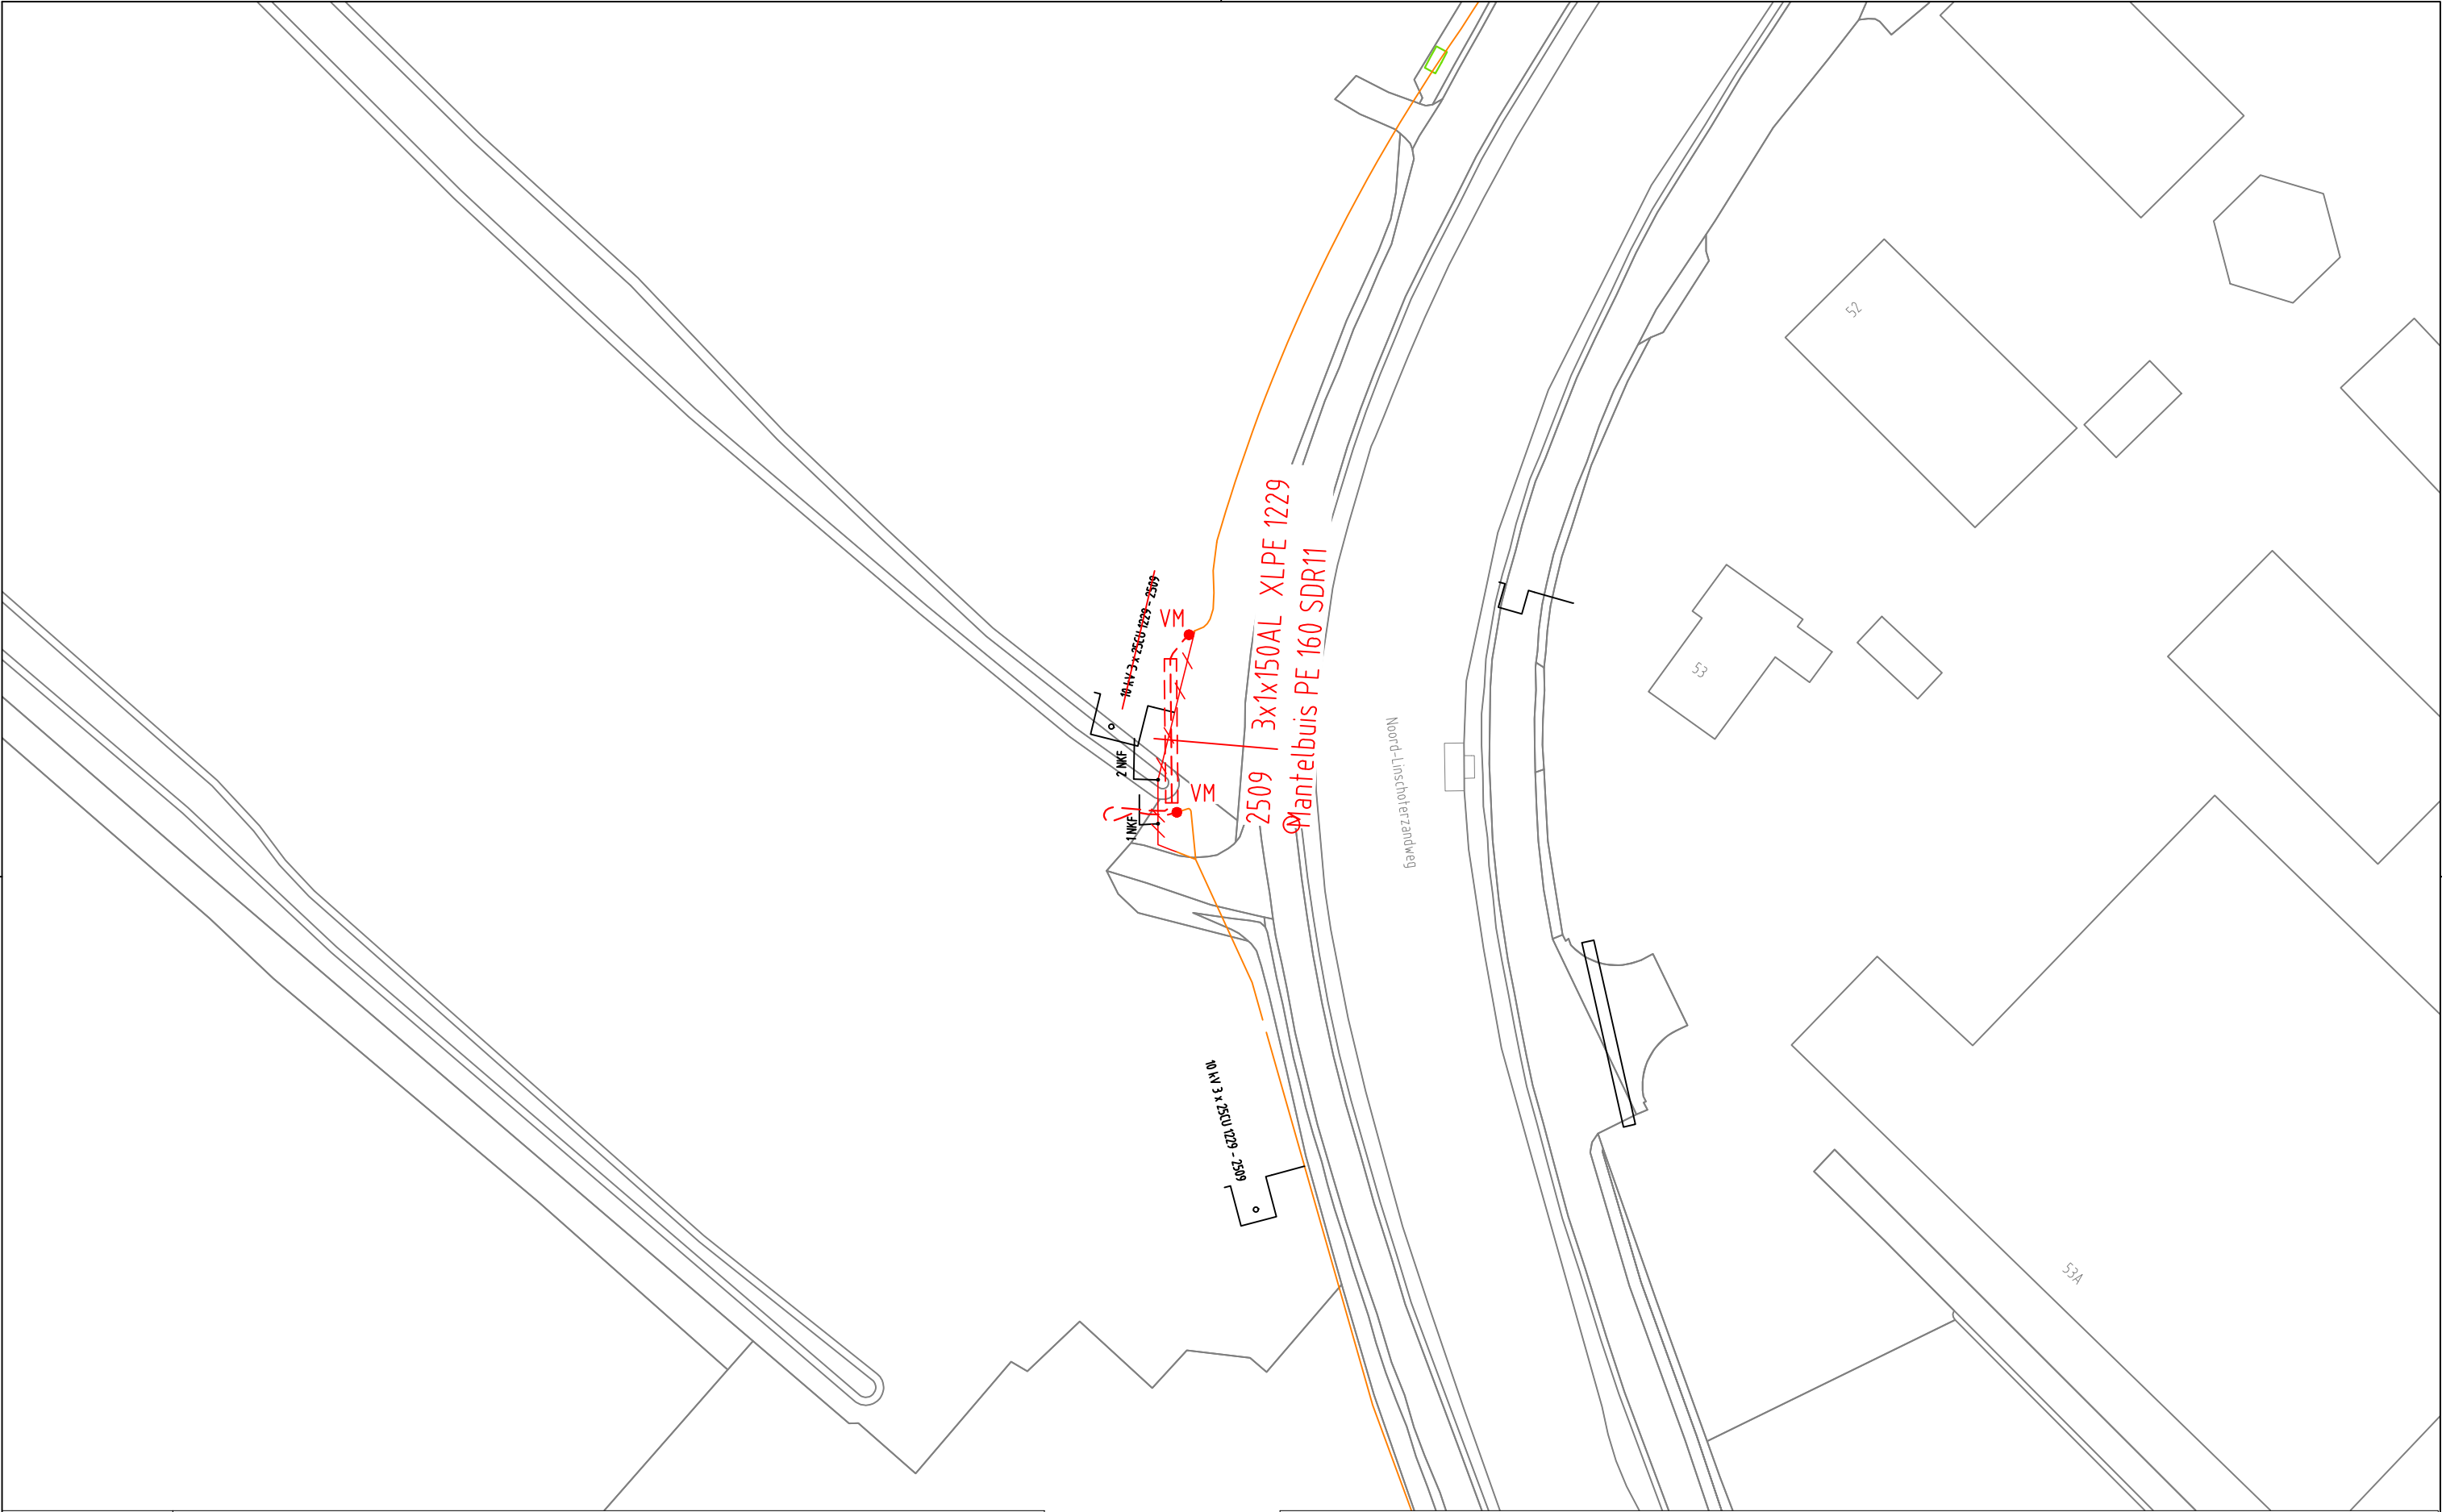 52
2509   3x1x150AL  XLPE 1229
Mantelbuis PE 160 SDR11
10 kV 3 x 25CU 1229 - 2509
VM
53
2 NKF
VM
1 NKF
Noord-Linschoterzandweg
10 kV 3 x 25CU 1229 - 2509
53A